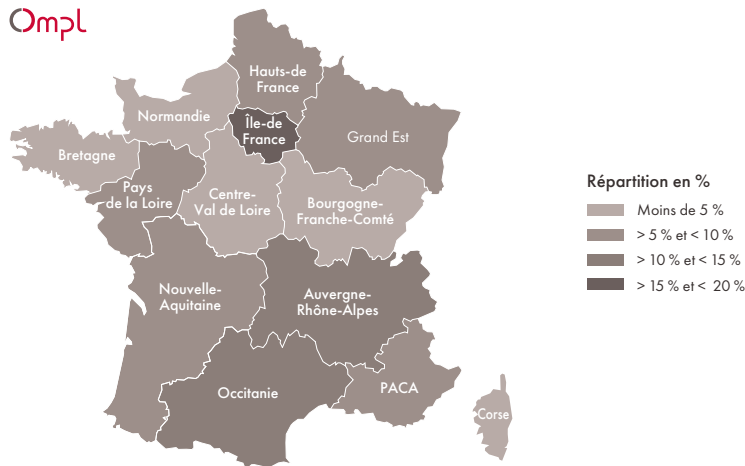 Ompl
Hauts-de
France
Normandie
Île-de
France
Grand Est
Bretagne
Pays
de la Loire
Centre-
Val de Loire
Bourgogne-
Franche-Comté
Nouvelle-
Aquitaine
Auvergne-
Rhône-Alpes
Occitanie
PACA
Corse
Répartition en %
Moins de 5 %
> 5 % et < 10 %
> 10 % et < 15 %
> 15 % et < 20 %